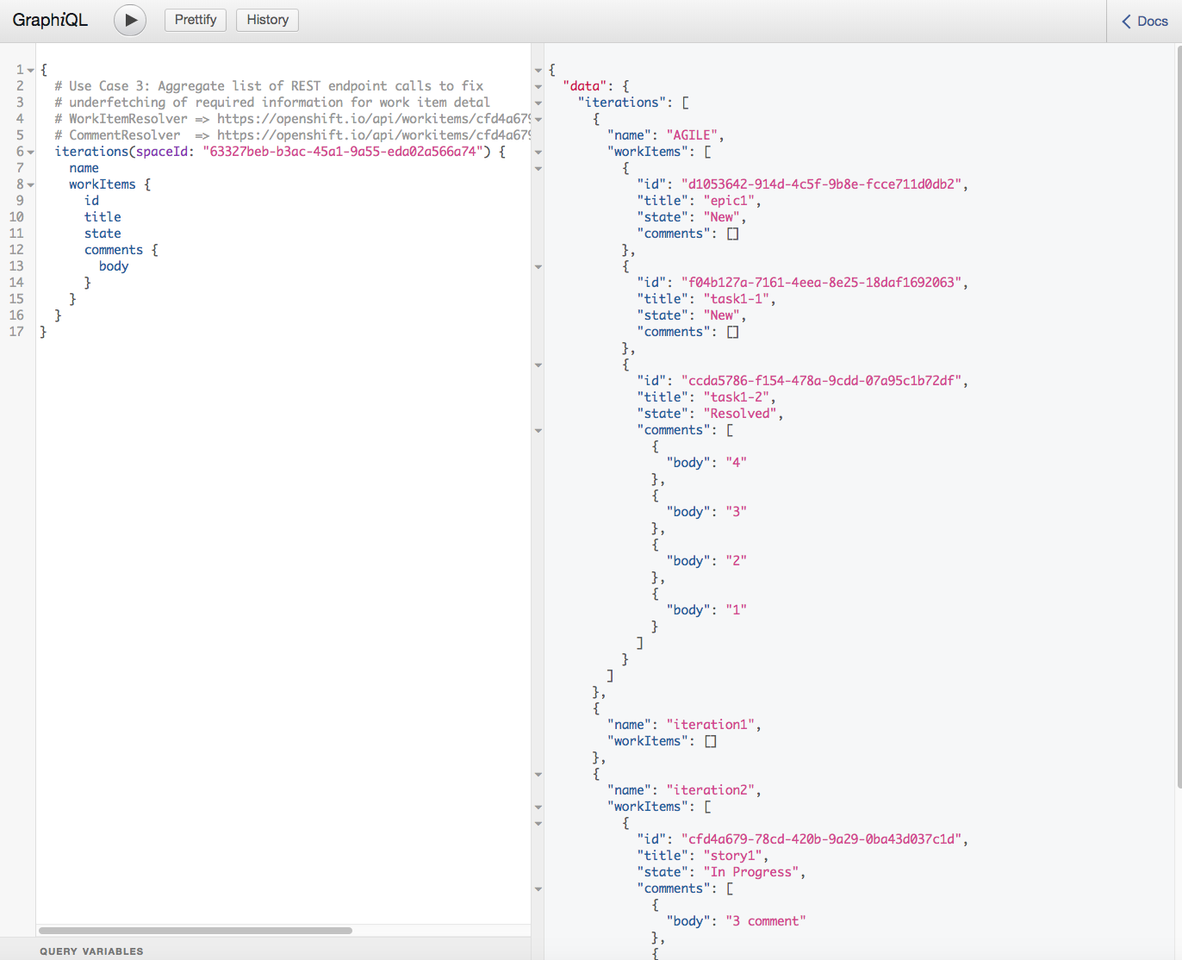 GraphiQL
Prettify
History
Docs
1 {
2 # Use Case 3: Aggregate list of REST endpoint calls to fix
3 # underfetching of required information for work item detal
4 # WorkItemResolver => https://openshift.io/api/workitems/cfd4a679
5 # CommentResolver  => https://openshift.io/api/workitems/cfd4a679
6 iterations(spaceId: "63327beb-b3ac-45a1-9a55-eda02a566a74") {
7 name
8 workItems {
9 id
10 title
11 state
12 comments {
13 body
14 }
15 }
16 }
17 }
QUERY VARIABLES
{
"data": {
"iterations": [
{
"name": "AGILE",
"workItems": [
{
"id": "d1053642-914d-4c5f-9b8e-fcce711d0db2",
"title": "epic1",
"state": "New",
"comments": []
},
{
"id": "f04b127a-7161-4eea-8e25-18daf1692063",
"title": "task1-1",
"state": "New",
"comments": []
},
{
"id": "ccda5786-f154-478a-9cdd-07a95c1b72df",
"title": "task1-2",
"state": "Resolved",
"comments": [
{
"body": "4"
},
{
"body": "3"
},
{
"body": "2"
},
{
"body": "1"
}
]
}
]
},
{
"name": "iteration1",
"workItems": []
},
{
"name": "iteration2",
"workItems": [
{
"id": "cfd4a679-78cd-420b-9a29-0ba43d037c1d",
"title": "story1",
"state": "In Progress",
"comments": [
{
"body": "3 comment"
},
{